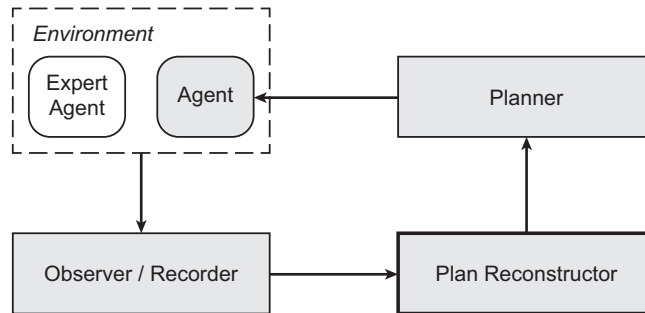 Environment
Expert
Agent
Agent
Planner
Observer / Recorder
Plan Reconstructor